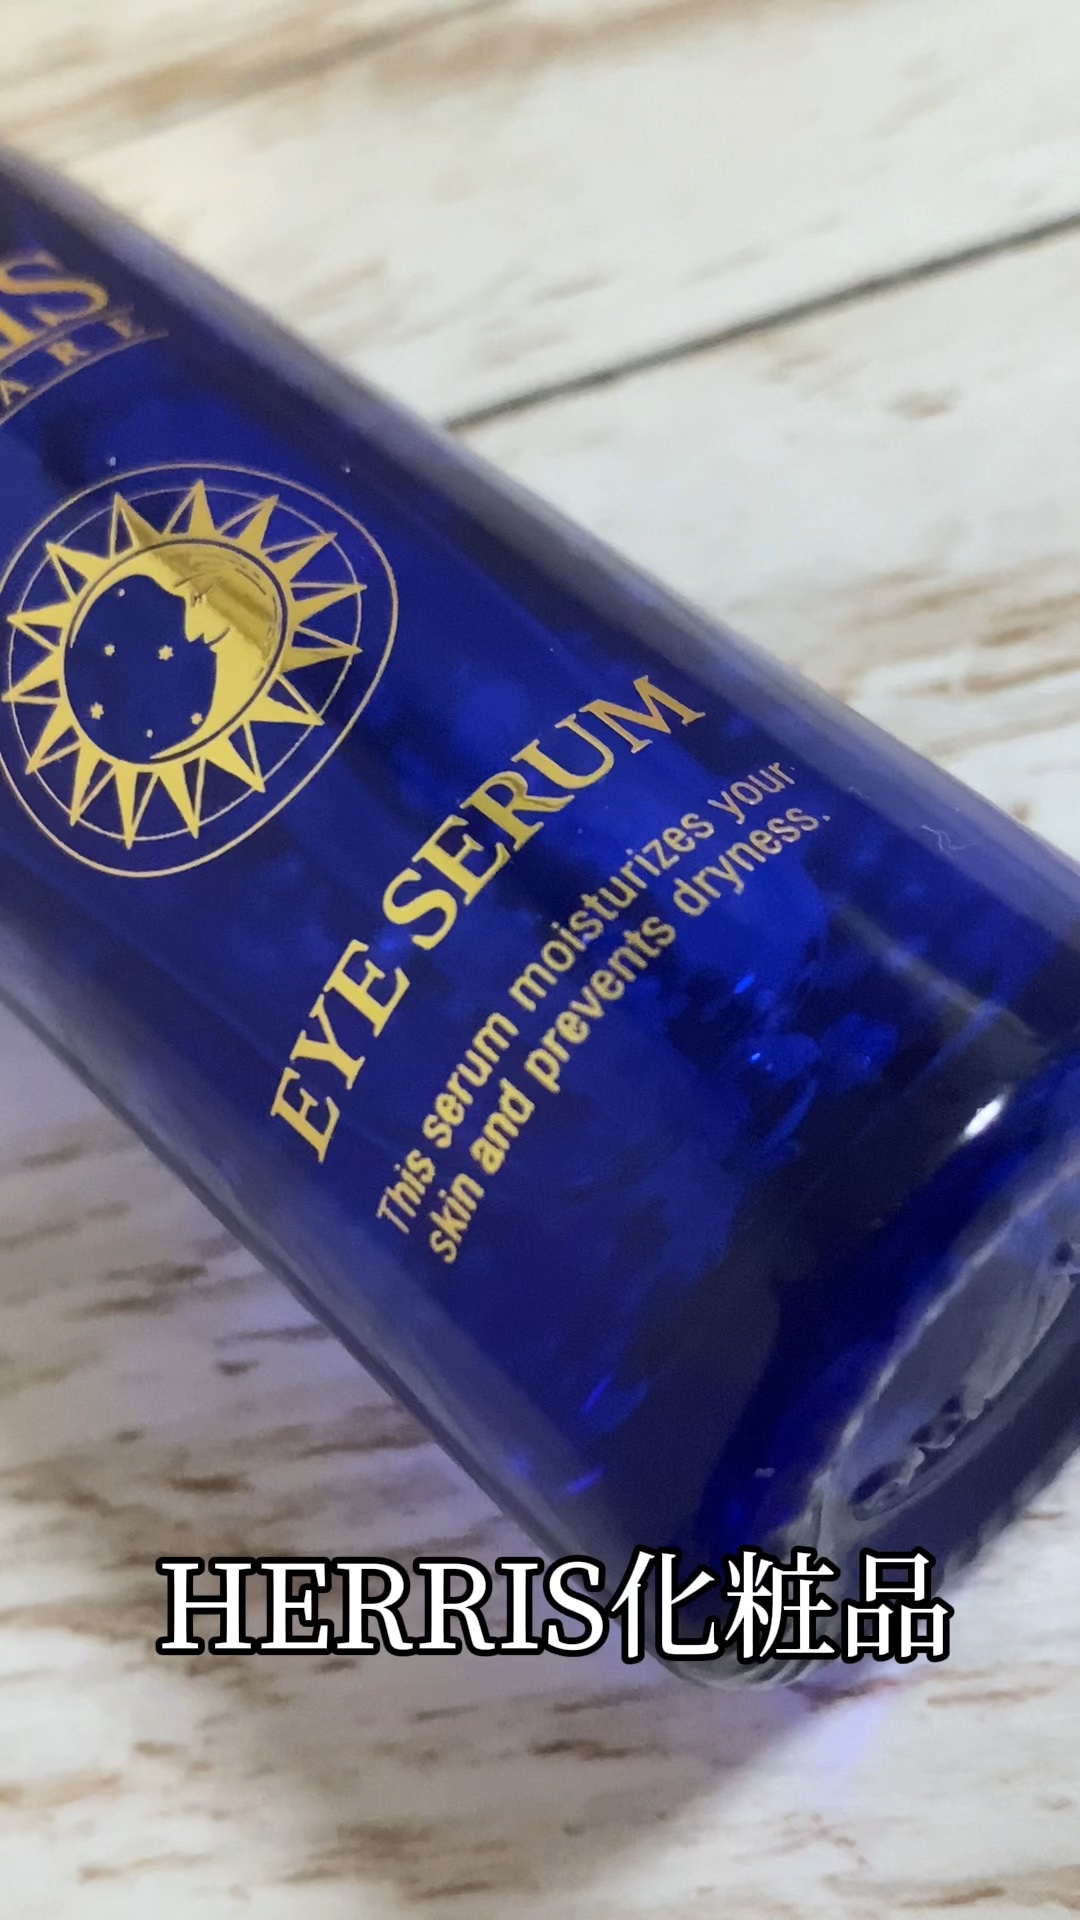 EYE SERUM
This serum moisturizes your
skin and prevents dryness.
HERRIS化粧品